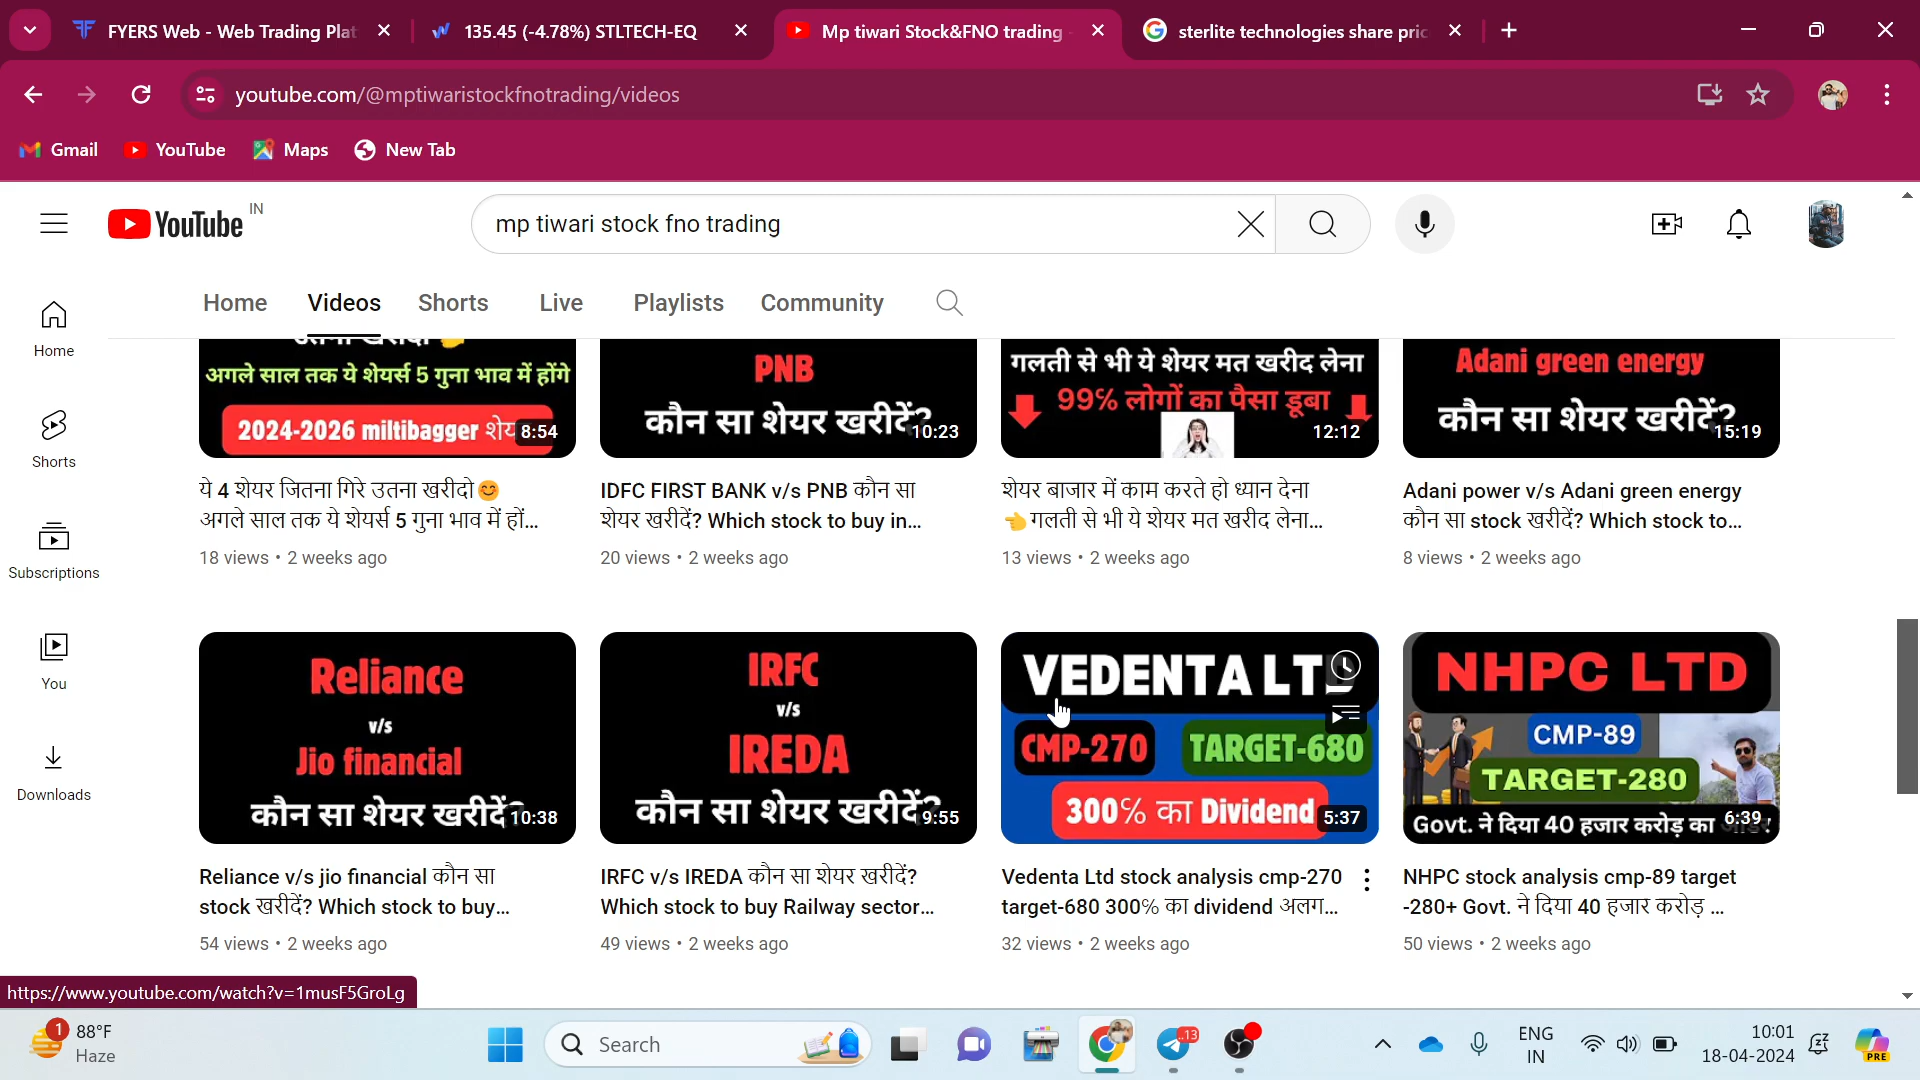 FYERS Web - Web Trading Plat
135.45 (-4.78%) STLTECH-EQ
Mp tiwari Stock&FNO trading -
sterlite technologies share pric
youtube.com/@mptiwaristockfnotrading/videos
Gmail
YouTube
Maps
New Tab
YouTube IN
mp tiwari stock fno trading
Home
Videos
Shorts
Live
Playlists
Community
Home
Shorts
Subscriptions
You
Downloads
अगले साल तक ये शेयर्स 5 गुना भाव में होंगे
2024-2026 miltibagger
8:54
ये 4 शेयर जितना गिरे उतना खरीदो😊
अगले साल तक ये शेयर्स 5 गुना भाव में हों...
18 views • 2 weeks ago
PNB
कौन सा शेयर खरीदें?
10:23
IDFC FIRST BANK v/s PNB कौन सा
शेयर खरीदें? Which stock to buy in...
20 views • 2 weeks ago
गलती से भी ये शेयर मत खरीद लेना
99% लोगों का पैसा डूबा
12:12
शेयर बाजार में काम करते हो ध्यान देना
👉गलती से भी ये शेयर मत खरीद लेना...
13 views • 2 weeks ago
Adani green energy
कौन सा शेयर खरीदें?
15:19
Adani power v/s Adani green energy
कौन सा stock खरीदें? Which stock to...
8 views • 2 weeks ago
Reliance
v/s
Jio financial
कौन सा शेयर खरीदें?
10:38
Reliance v/s jio financial कौन सा
stock खरीदें? Which stock to buy...
54 views • 2 weeks ago
IRFC
v/s
IREDA
कौन सा शेयर खरीदें?
9:55
IRFC v/s IREDA कौन सा शेयर खरीदें?
Which stock to buy Railway sector...
49 views • 2 weeks ago
VEDENTA LTD
CMP-270
TARGET-680
300% का Dividend
5:37
Vedenta Ltd stock analysis cmp-270
target-680 300% का dividend अलग...
32 views • 2 weeks ago
NHPC LTD
CMP-89
TARGET-280
Govt. ने दिया 40 हजार करोड़ का
6:39
NHPC stock analysis cmp-89 target
-280+ Govt. ने दिया 40 हजार करोड़ ...
50 views • 2 weeks ago
https://www.youtube.com/watch?v=1musF5GroLg
1
88°F
Haze
Search
..13
ENG
IN
10:01
18-04-2024
PRE